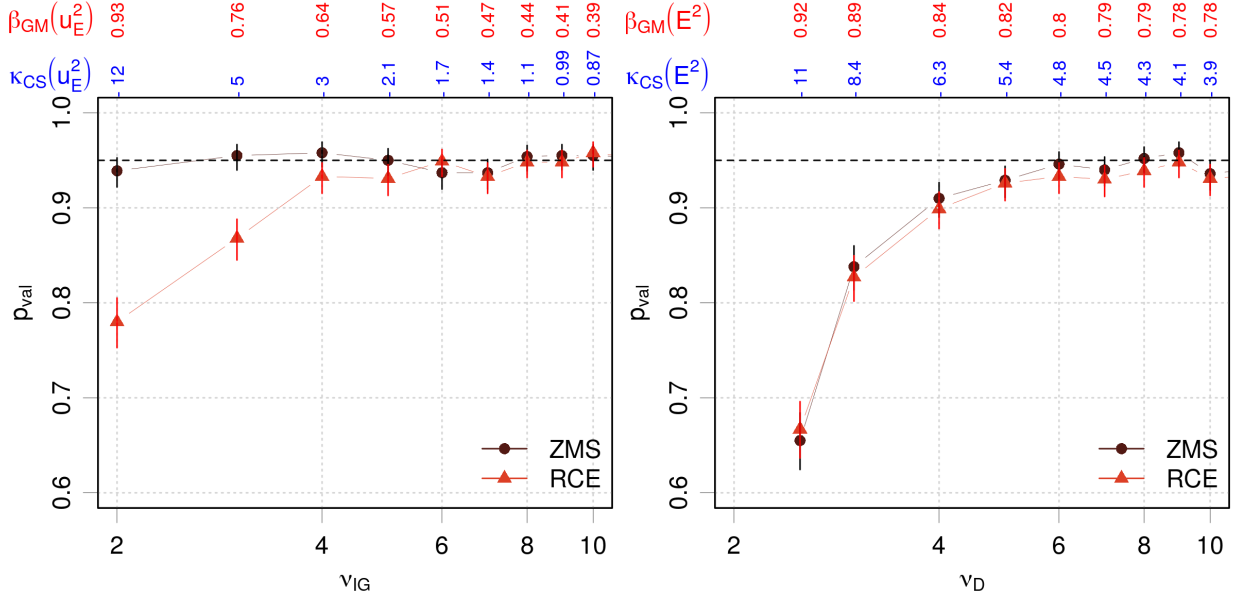 β_GM(u_E^2) 0.93 0.76 0.64 0.57 0.51 0.47 0.44 0.41 0.39
κ_CS(u_E^2) 12 5 3 2.1 1.7 1.4 1.1 0.99 0.87
1.0
0.9
0.8
0.7
0.6
p_val
ZMS
RCE
2 4 6 8 10
ν_IG
β_GM(E^2) 0.92 0.89 0.84 0.82 0.8 0.79 0.79 0.78 0.78
κ_CS(E^2) 11 8.4 6.3 5.4 4.8 4.5 4.3 4.1 3.9
1.0
0.9
0.8
0.7
0.6
p_val
ZMS
RCE
2 4 6 8 10
ν_D